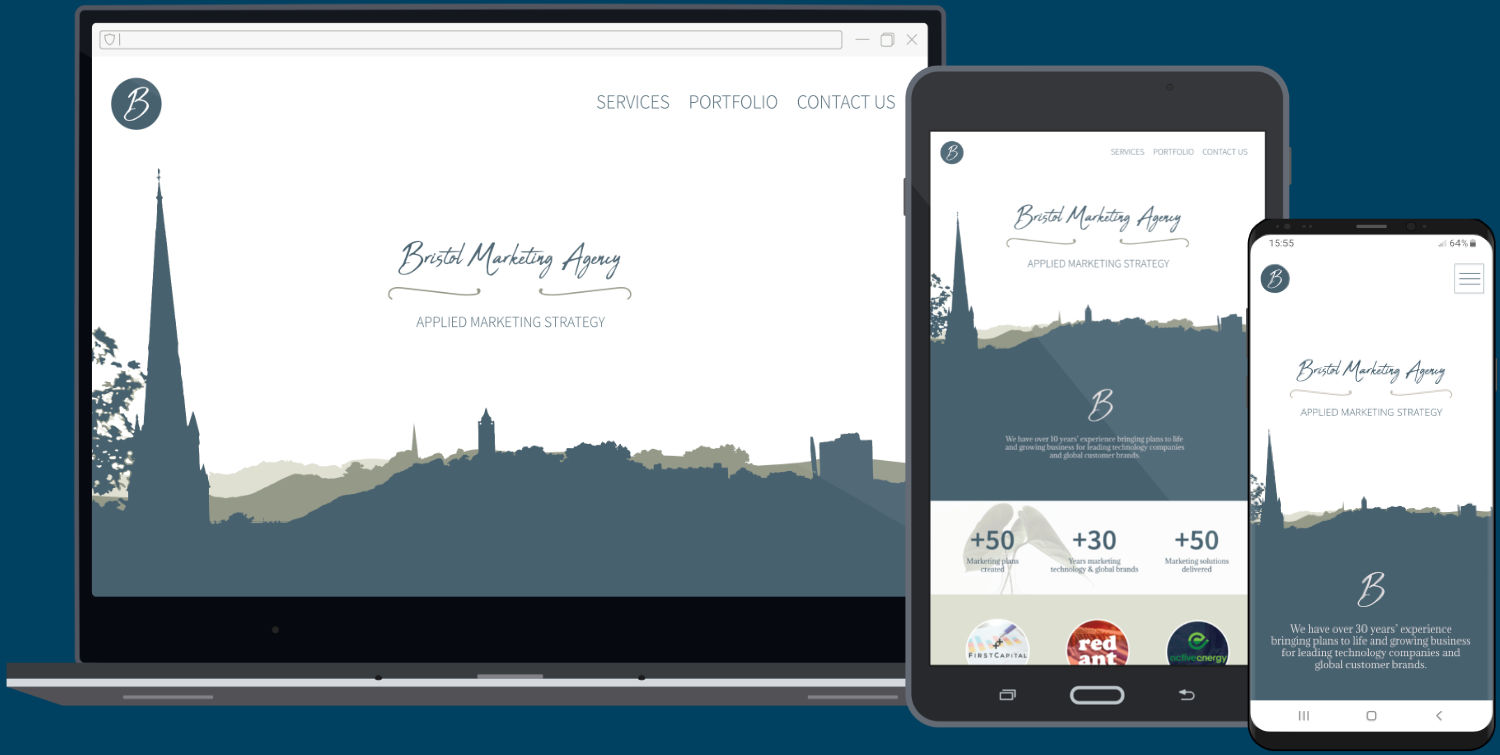 B
SERVICES PORTFOLIO CONTACT US
Bristol Marketing Agency
APPLIED MARKETING STRATEGY
B
SERVICES PORTFOLIO CONTACT US
Bristol Marketing Agency
APPLIED MARKETING STRATEGY
B
We have over 10 years' experience bringing plans to life
and growing business for leading technology companies
and global customer brands.
+50
Marketing plans
created
+30
Years marketing
technology & global brands
+50
Marketing solutions
delivered
FIRSTCAPITAL
red
ant
activeenergy
15:55
64%
B
Bristol Marketing Agency
APPLIED MARKETING STRATEGY
B
We have over 30 years' experience
bringing plans to life and growing business
for leading technology companies and
global customer brands.